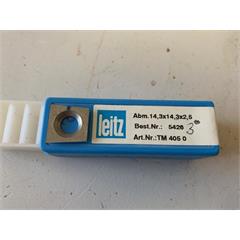 leitz
Abm.14,3x14,3x2,5
Best.Nr.: 5426
Art.Nr.:TM 405 0